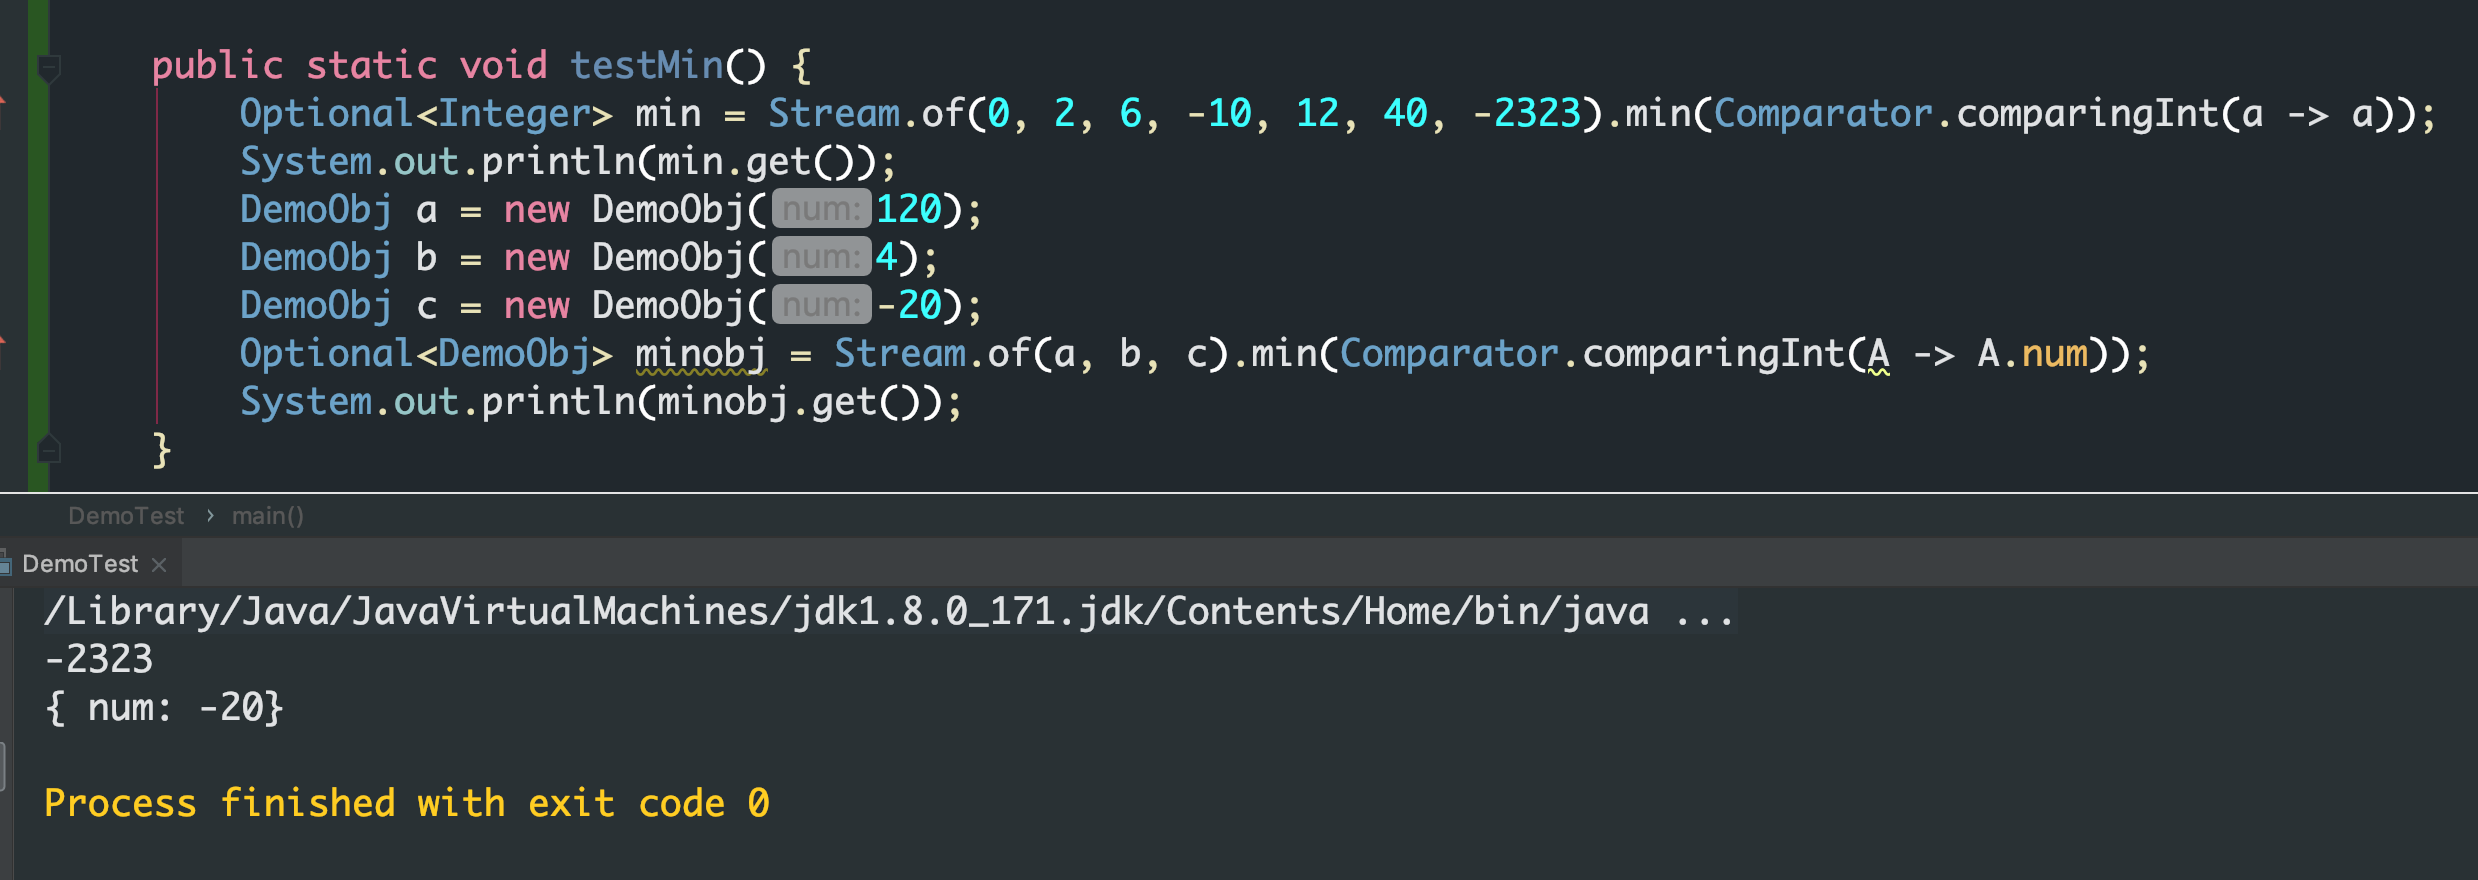 public static void testMin() {
Optional<Integer> min = Stream.of(0, 2, 6, -10, 12, 40, -2323).min(Comparator.comparingInt(a -> a));
System.out.println(min.get());
DemoObj a = new DemoObj( num: 120);
DemoObj b = new DemoObj( num: 4);
DemoObj c = new DemoObj( num: -20);
Optional<DemoObj> minobj = Stream.of(a, b, c).min(Comparator.comparingInt(A -> A.num));
System.out.println(minobj.get());
}
DemoTest › main()
DemoTest ×
/Library/Java/JavaVirtualMachines/jdk1.8.0_171.jdk/Contents/Home/bin/java ...
-2323
{ num: -20}
Process finished with exit code 0